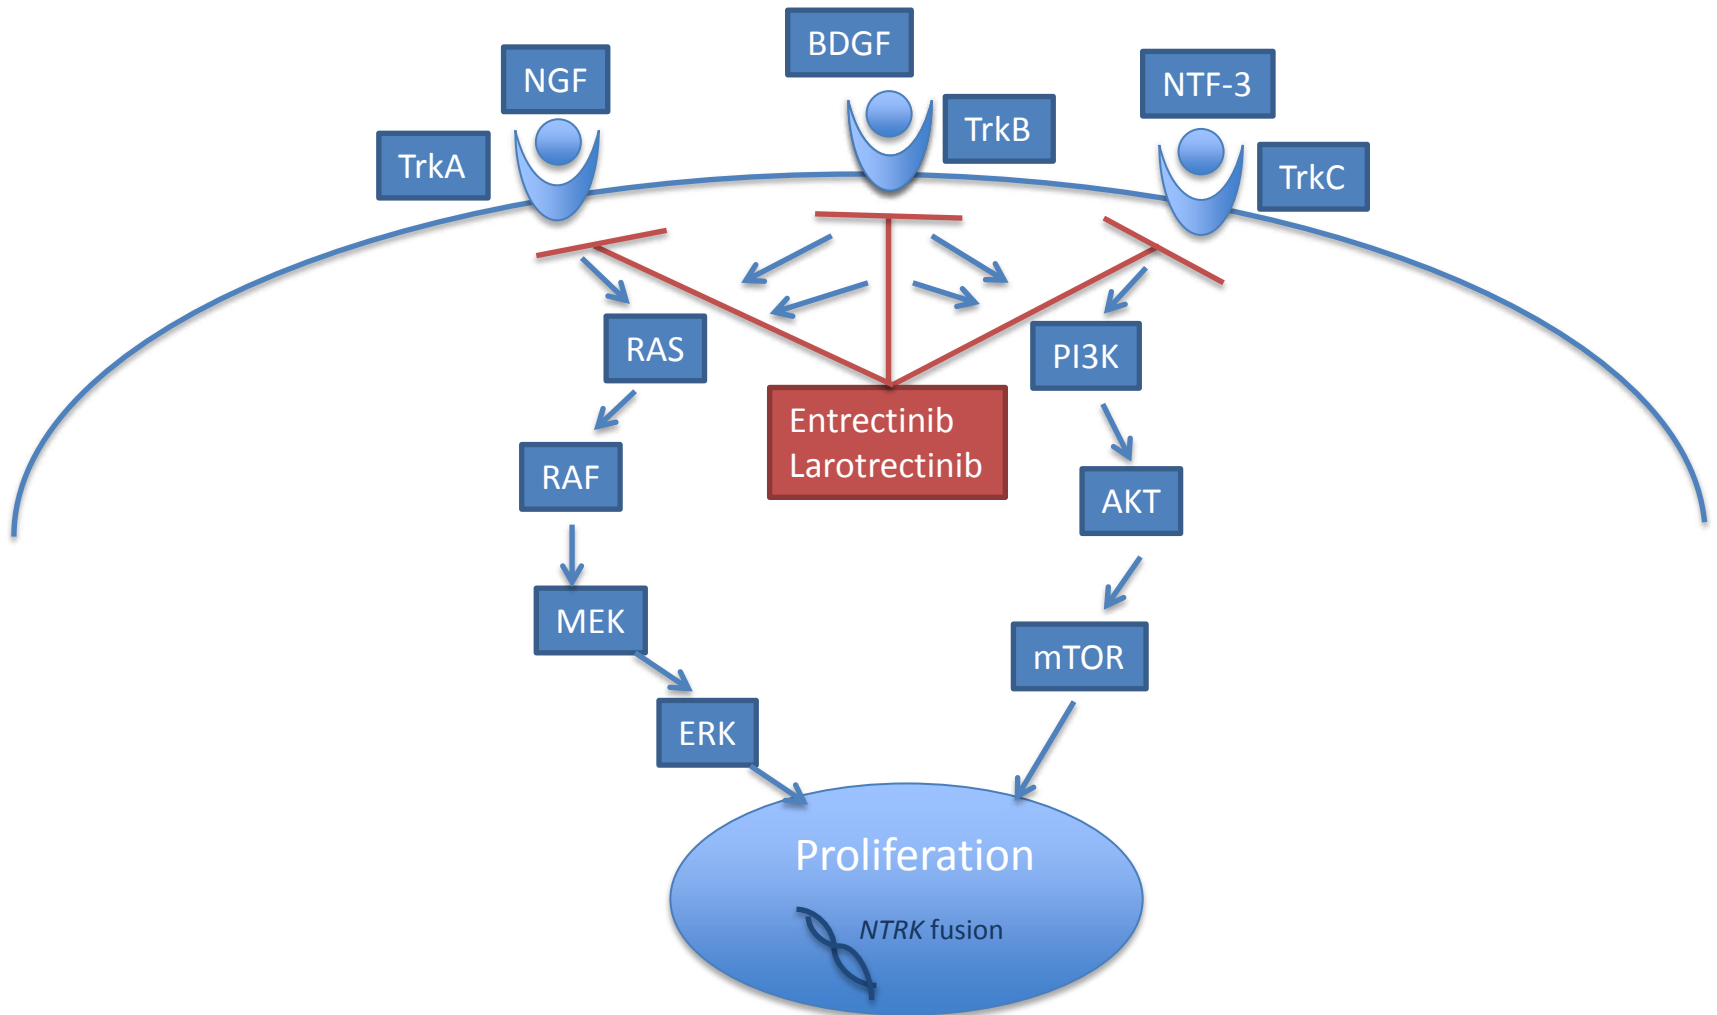 BDGF
NGF
NTF-3
TrkB
TrkA
TrkC
RAS
PI3K
Entrectinib
Larotrectinib
RAF
AKT
MEK
mTOR
ERK
Proliferation
NTRK fusion